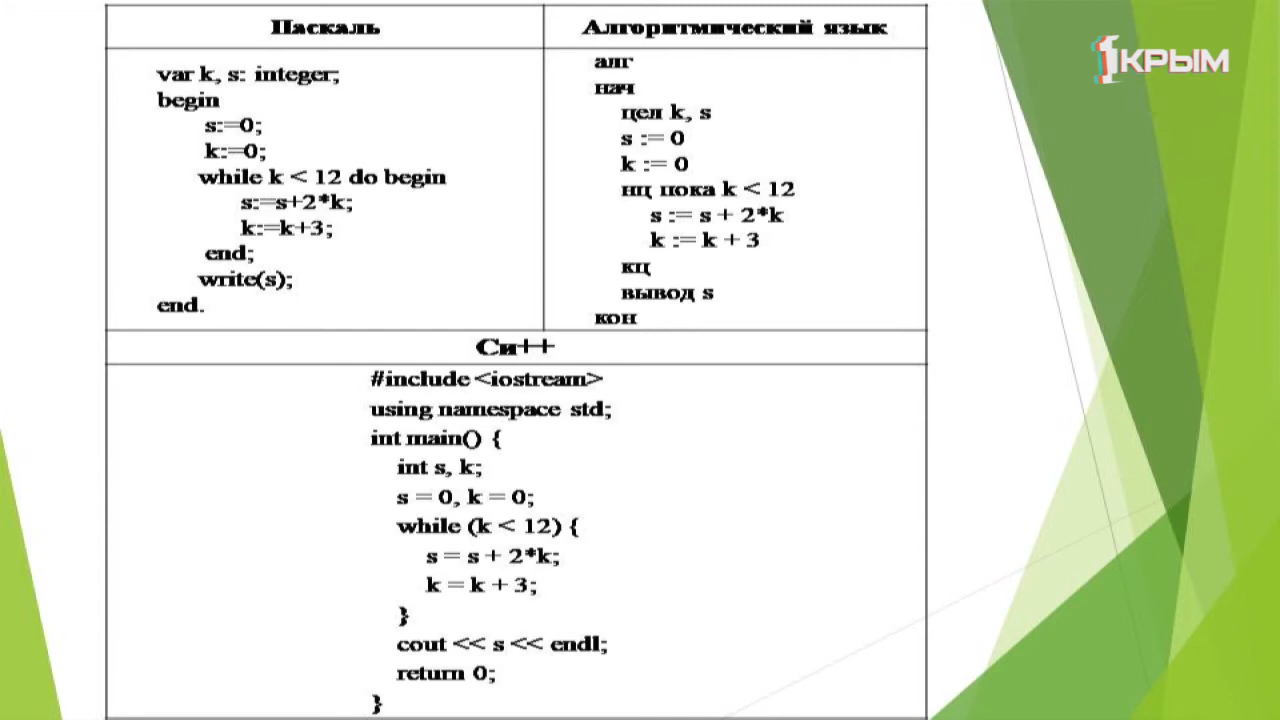 Паскаль
var k, s: integer;
begin
s:=0;
k:=0;
while k < 12 do begin
s:=s+2*k;
k:=k+3;
end;
write(s);
end.
Алгоритмический язык
алг
нач
цел k, s
s := 0
k := 0
нц пока k < 12
s := s + 2*k
k := k + 3
кц
вывод s
кон
Си++
#include <iostream>
using namespace std;
int main() {
int s, k;
s = 0, k = 0;
while (k < 12) {
s = s + 2*k;
k = k + 3;
}
cout << s << endl;
return 0;
}
1КРЫМ